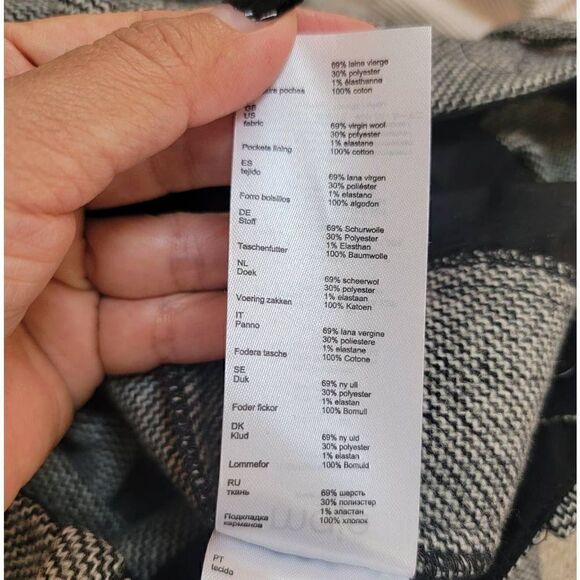 69% laine vierge
30% polyester
1% élasthanne
poches 100% coton
GB
US
fabric 69% virgin wool
30% polyester
1% elastane
Pockets lining 100% cotton
ES
tejido 69% lana virgen
30% poliéster
1% elastano
Forro bolsillos 100% algodon
DE
Stoff 69% Schurwolle
30% Polyester
1% Elasthan
Taschenfutter 100% Baumwolle
NL
Doek 69% scheerwol
30% polyester
1% elastaan
Voering zakken 100% Katoen
IT
Panno 69% lana vergine
30% poliestere
1% elastane
Fodera tasche 100% Cotone
SE
Duk 69% ny ull
30% polyester
1% elastan
Foder fickor 100% Bomull
DK
Klud 69% ny uld
30% polyester
1% elastan
Lommefor 100% Bomuld
RU
ткань 69% шерсть
30% полиэстер
1% эластан
Подкладка 100% хлопок
карманов
PT
tecido